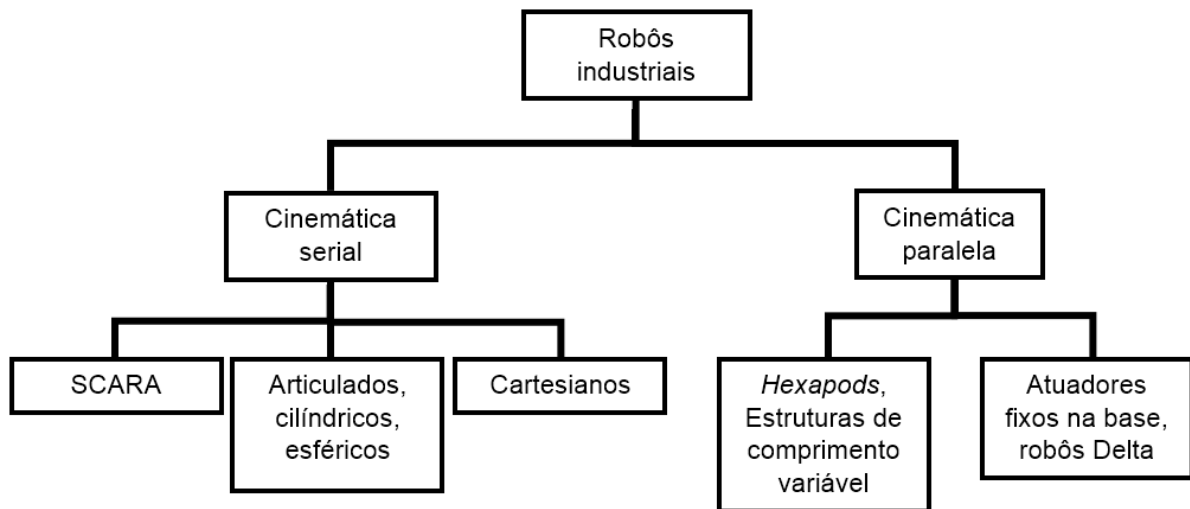 Robôs
industriais
Cinemática
serial
Cinemática
paralela
SCARA
Articulados,
cilíndricos,
esféricos
Cartesianos
Hexapods,
Estruturas de
comprimento
variável
Atuadores
fixos na base,
robôs Delta